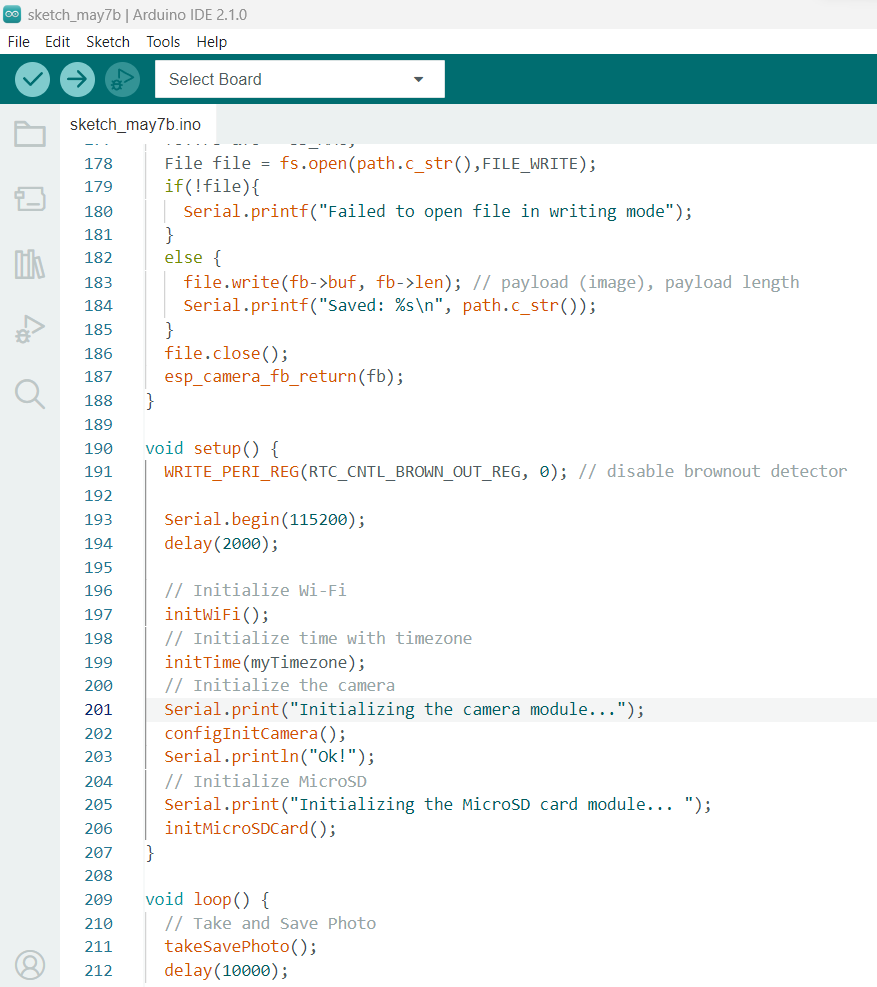 sketch_may7b | Arduino IDE 2.1.0
File Edit Sketch Tools Help
Select Board
sketch_may7b.ino
178 File file = fs.open(path.c_str(),FILE_WRITE);
179 if(!file){
180 Serial.printf("Failed to open file in writing mode");
181 }
182 else {
183 file.write(fb->buf, fb->len); // payload (image), payload length
184 Serial.printf("Saved: %s\n", path.c_str());
185 }
186 file.close();
187 esp_camera_fb_return(fb);
188 }
189
190 void setup() {
191 WRITE_PERI_REG(RTC_CNTL_BROWN_OUT_REG, 0); // disable brownout detector
192
193 Serial.begin(115200);
194 delay(2000);
195
196 // Initialize Wi-Fi
197 initWiFi();
198 // Initialize time with timezone
199 initTime(myTimezone);
200 // Initialize the camera
201 Serial.print("Initializing the camera module...");
202 configInitCamera();
203 Serial.println("Ok!");
204 // Initialize MicroSD
205 Serial.print("Initializing the MicroSD card module... ");
206 initMicroSDCard();
207 }
208
209 void loop() {
210 // Take and Save Photo
211 takeSavePhoto();
212 delay(10000);